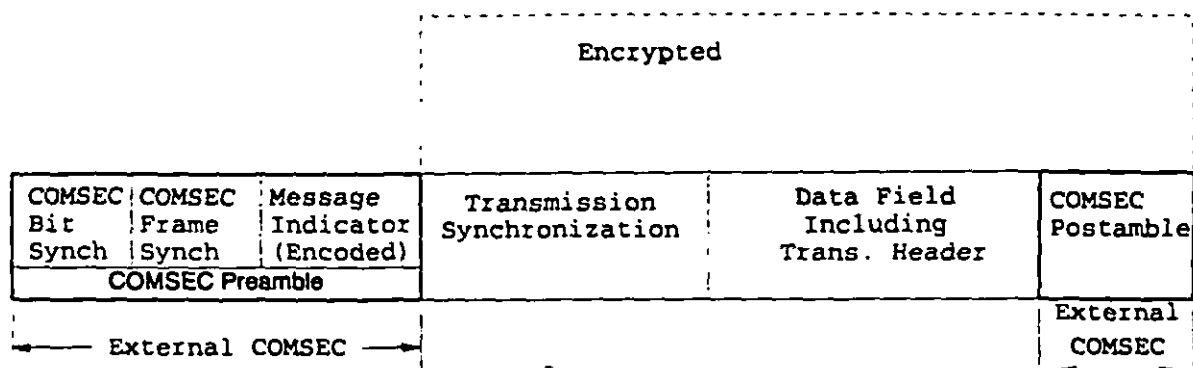 Encrypted
COMSEC COMSEC Message
Bit Frame Indicator
Synch Synch (Encoded)
COMSEC Preamble
Transmission
Synchronization
Data Field
Including
Trans. Header
COMSEC
Postamble
External COMSEC
External
COMSEC